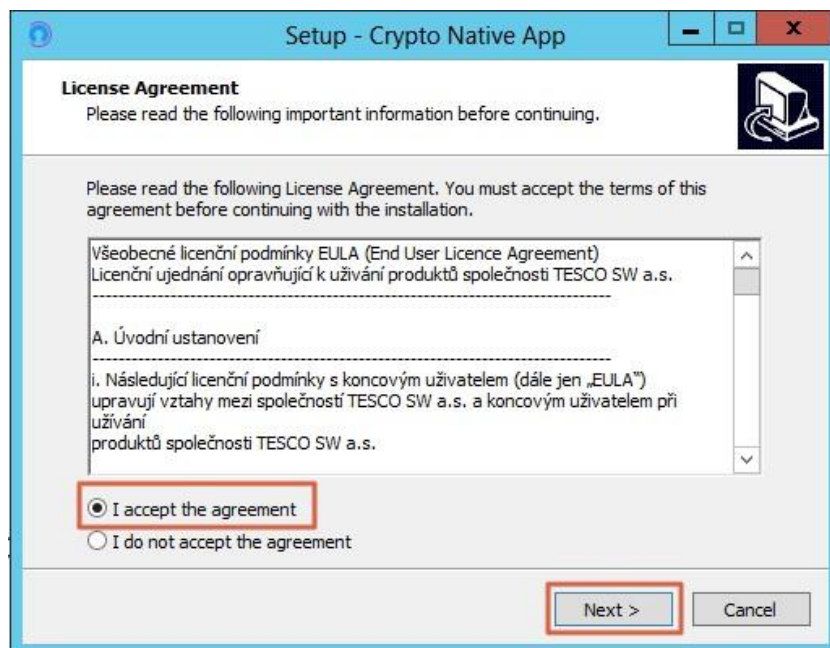 Setup - Crypto Native App
License Agreement
Please read the following important information before continuing.
Please read the following License Agreement. You must accept the terms of this
agreement before continuing with the installation.
Všeobecné licenční podmínky EULA (End User Licence Agreement)
Licenční ujednání opravňující k užívání produktů společnosti TESCO SW a.s.
--------------------------------------------------------------------------------
A. Úvodní ustanovení
--------------------------------------------------------------------------------
i. Následující licenční podmínky s koncovým uživatelem (dále jen „EULA")
upravují vztahy mezi společností TESCO SW a.s. a koncovým uživatelem při
užívání
produktů společnosti TESCO SW a.s.
I accept the agreement
I do not accept the agreement
Next >
Cancel